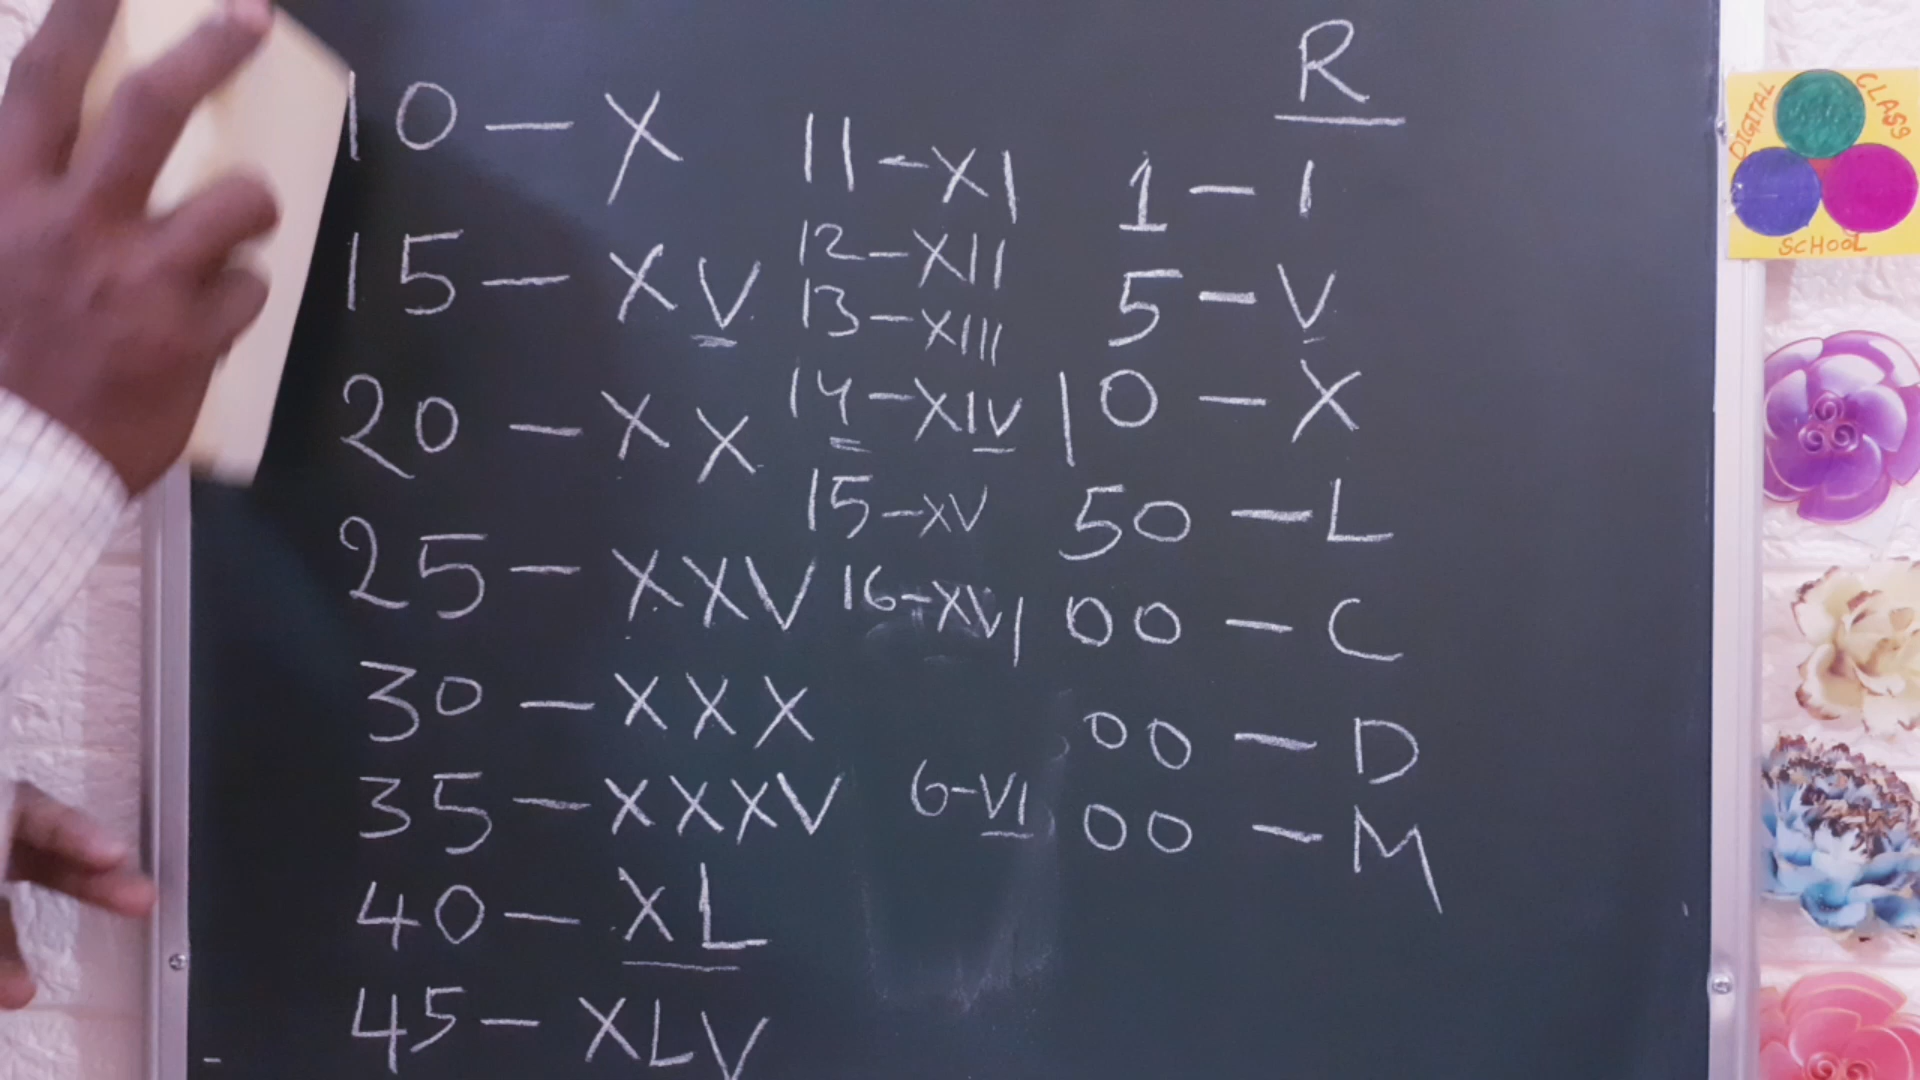 10 — X
15 — XV
20 — XX
25 — XXV
30 — XXX
35 — XXXV
40 — XL
45 — XLV
11 — XI
12 — XII
13 — XIII
14 — XIV
15 — XV
16 — XVI
6 — VI
R
1 — I
5 — V
10 — X
50 — L
00 — C
00 — D
00 — M
DIGITAL
CLASS
SCHOOL